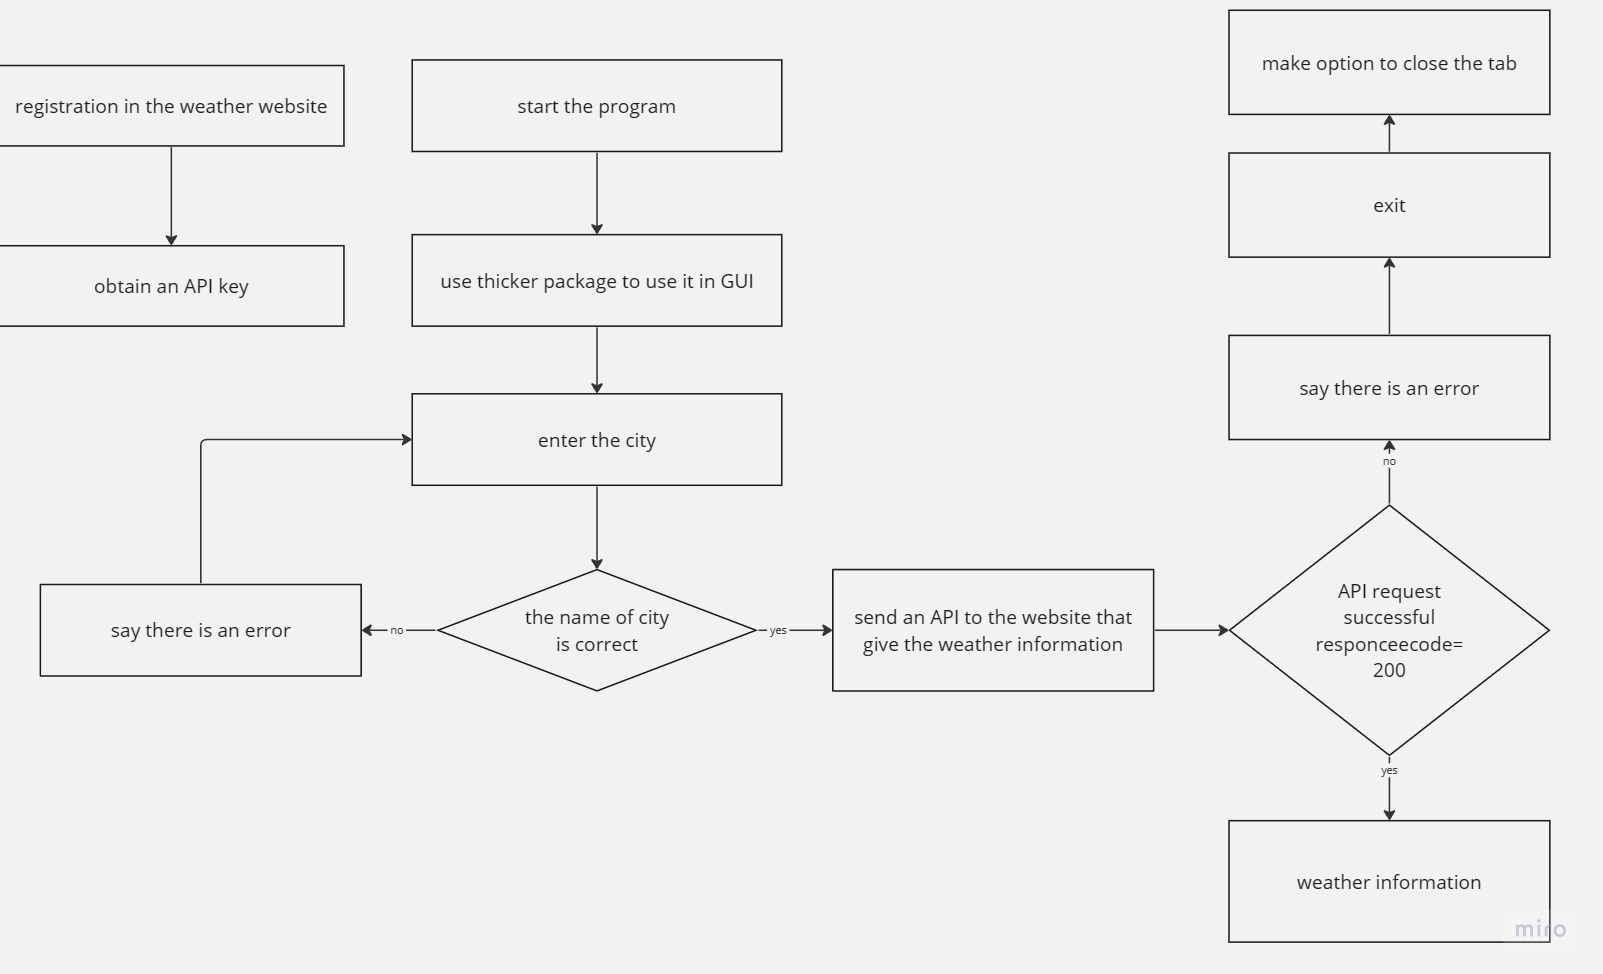 make option to close the tab
registration in the weather website
start the program
exit
obtain an API key
use thicker package to use it in GUI
say there is an error
enter the city
no
the name of city
is correct
say there is an error
no
yes
send an API to the website that
give the weather information
API request
successful
responceecode=
200
yes
weather information
miro